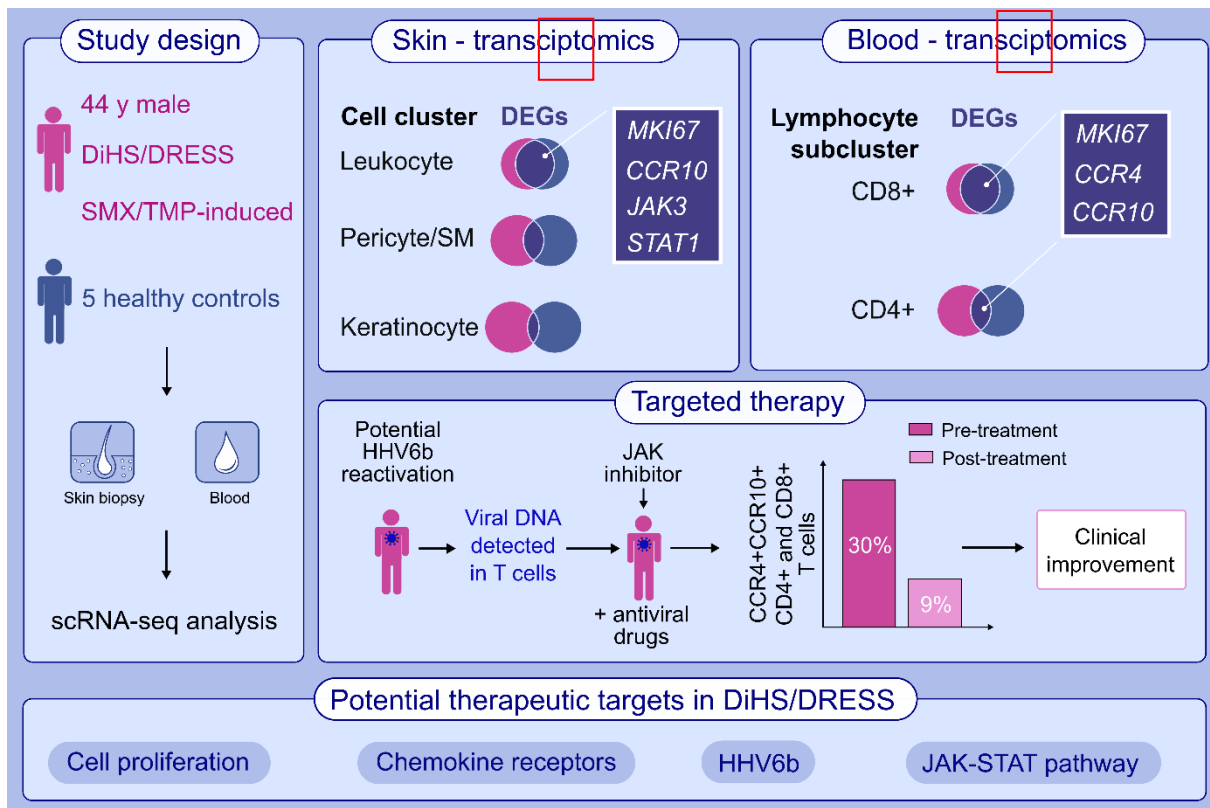 Study design
44 y male
DiHS/DRESS
SMX/TMP-induced
5 healthy controls
Skin biopsy
Blood
scRNA-seq analysis
Skin - transciptomics
Cell cluster
DEGs
Leukocyte
Pericyte/SM
Keratinocyte
MKI67
CCR10
JAK3
STAT1
Blood - transciptomics
Lymphocyte
subcluster
DEGs
CD8+
CD4+
MKI67
CCR4
CCR10
Targeted therapy
Potential
HHV6b
reactivation
Viral DNA
detected
in T cells
JAK
inhibitor
+ antiviral
drugs
CCR4+CCR10+
CD4+ and CD8+
T cells
Pre-treatment
Post-treatment
30%
9%
Clinical
improvement
Potential therapeutic targets in DiHS/DRESS
Cell proliferation
Chemokine receptors
HHV6b
JAK-STAT pathway